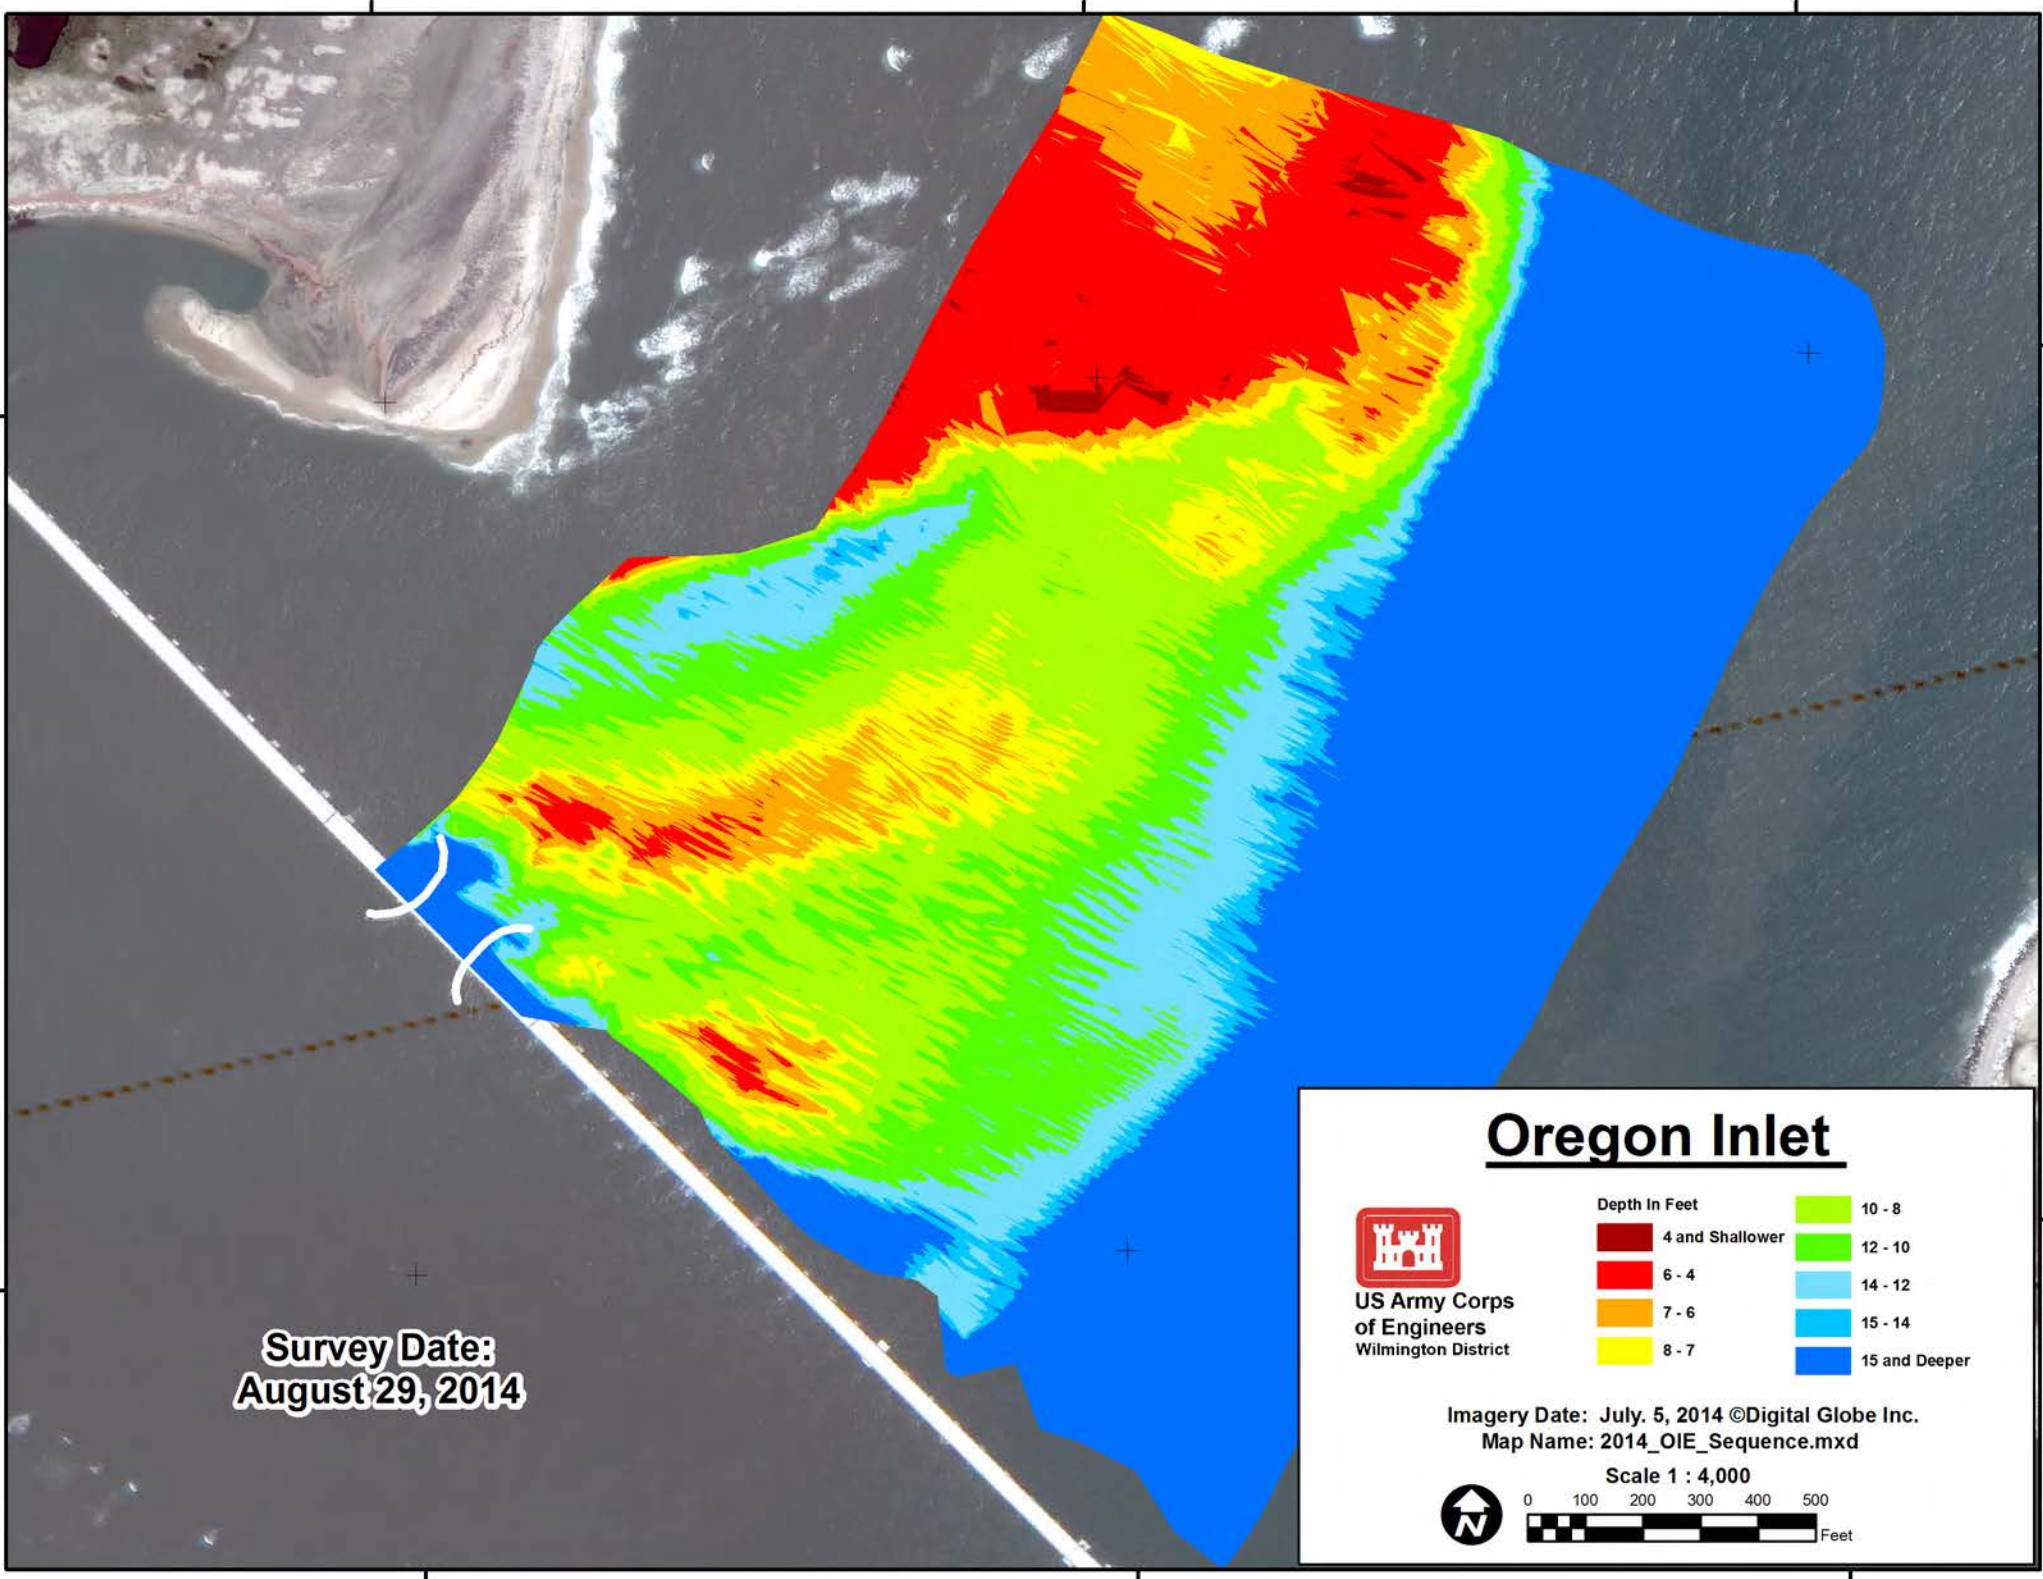 Survey Date:
August 29, 2014
Oregon Inlet
US Army Corps
of Engineers
Wilmington District
Depth In Feet
4 and Shallower
6 - 4
7 - 6
8 - 7
10 - 8
12 - 10
14 - 12
15 - 14
15 and Deeper
Imagery Date: July. 5, 2014 ©Digital Globe Inc.
Map Name: 2014_OIE_Sequence.mxd
Scale 1 : 4,000
0 100 200 300 400 500
Feet
N